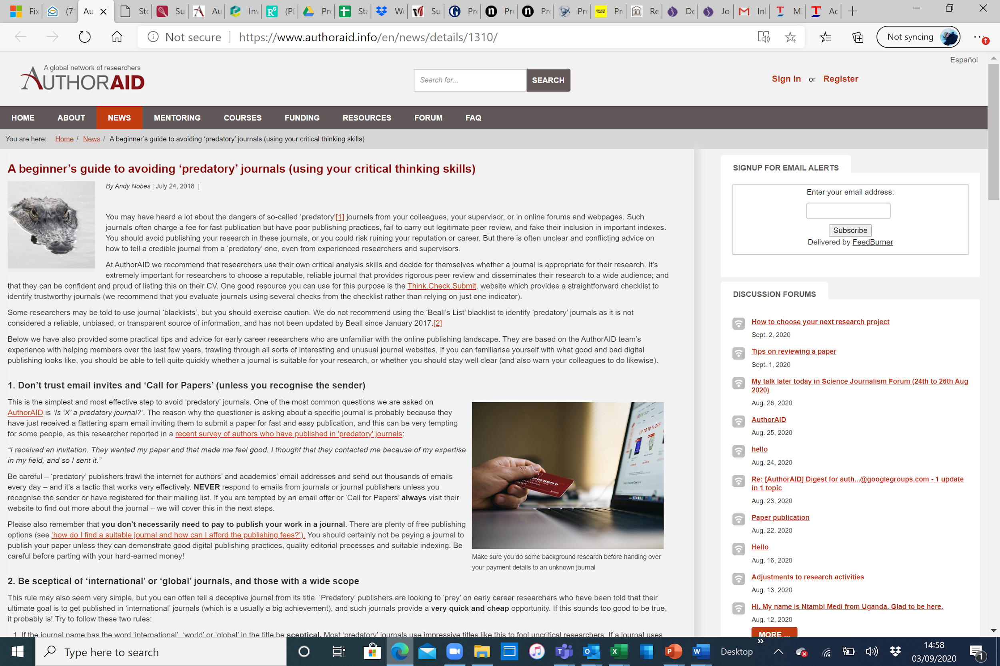 Fix
(7
Au
Sto
Su
Au
Inv
(PD
Pre
Sta
Wo
Su
Pre
Pre
Pre
Pre
Pro
Re
De
Jo
Inl
Mi
Ac
Not secure
https://www.authoraid.info/en/news/details/1310/
Not syncing
Español
A global network of researchers
AUTHORAID
Search for...
SEARCH
Sign in or Register
HOME ABOUT NEWS MENTORING COURSES FUNDING RESOURCES FORUM FAQ
You are here: Home / News / A beginner’s guide to avoiding ‘predatory’ journals (using your critical thinking skills)
A beginner’s guide to avoiding ‘predatory’ journals (using your critical thinking skills)
By Andy Nobes | July 24, 2018 |
You may have heard a lot about the dangers of so-called ‘predatory’[1] journals from your colleagues, your supervisor, or in online forums and webpages. Such
journals often charge a fee for fast publication but have poor publishing practices, fail to carry out legitimate peer review, and fake their inclusion in important indexes.
You should avoid publishing your research in these journals, or you could risk ruining your reputation or career. But there is often unclear and conflicting advice on
how to tell a credible journal from a ‘predatory’ one, even from experienced researchers and supervisors.
At AuthorAID we recommend that researchers use their own critical analysis skills and decide for themselves whether a journal is appropriate for their research. It’s
extremely important for researchers to choose a reputable, reliable journal that provides rigorous peer review and disseminates their research to a wide audience; and
that they can be confident and proud of listing this on their CV. One good resource you can use for this purpose is the Think.Check.Submit. website which provides a straightforward checklist to
identify trustworthy journals (we recommend that you evaluate journals using several checks from the checklist rather than relying on just one indicator).
Some researchers may be told to use journal ‘blacklists’, but you should exercise caution. We do not recommend using the ‘Beall’s List’ blacklist to identify ‘predatory’ journals as it is not
considered a reliable, unbiased, or transparent source of information, and has not been updated by Beall since January 2017.[2]
Below we have also provided some practical tips and advice for early career researchers who are unfamiliar with the online publishing landscape. They are based on the AuthorAID team’s
experience with helping members over the last few years, trawling through all sorts of interesting and unusual journal websites. If you can familiarise yourself with what good and bad digital
publishing looks like, you should be able to tell quite quickly whether a journal is suitable for your research, or whether you should stay well clear (and also warn your colleagues to do likewise).
1. Don’t trust email invites and ‘Call for Papers’ (unless you recognise the sender)
This is the simplest and most effective step to avoid ‘predatory’ journals. One of the most common questions we are asked on
AuthorAID is ‘Is ‘X’ a predatory journal?’. The reason why the questioner is asking about a specific journal is probably because they
have just received a flattering spam email inviting them to submit a paper for fast and easy publication, and this can be very tempting
for some people, as this researcher reported in a recent survey of authors who have published in 'predatory' journals:
“I received an invitation. They wanted my paper and that made me feel good. I thought that they contacted me because of my expertise
in my field, and so I sent it.”
Be careful – ‘predatory’ publishers trawl the internet for authors’ and academics’ email addresses and send out thousands of emails
every day – and it’s a tactic that works very effectively. NEVER respond to emails from journals or journal publishers unless you
recognise the sender or have registered for their mailing list. If you are tempted by an email offer or ‘Call for Papers’ always visit their
website to find out more about the journal – we will cover this in the next steps.
Please also remember that you don't necessarily need to pay to publish your work in a journal. There are plenty of free publishing
options (see ‘how do I find a suitable journal and how can I afford the publishing fees?’). You should certainly not be paying a journal to
publish your paper unless they can demonstrate good digital publishing practices, quality editorial processes and suitable indexing. Be
careful before parting with your hard-earned money!
UP TO 70 % OFF
BURRITO
Make sure you do some background research before handing over
your payment details to an unknown journal
2. Be sceptical of ‘international’ or ‘global’ journals, and those with a wide scope
This rule may also seem very simple, but you can often tell a deceptive journal from its title. ‘Predatory’ publishers are looking to ‘prey’ on early career researchers who have been told that their
ultimate goal is to get published in ‘international’ journals (which is a usually a big achievement), and such journals provide a very quick and cheap opportunity. If this sounds too good to be true,
it probably is! Try to follow these two rules:
1. If the journal name has the word ‘international’, ‘world’ or ‘global’ in the title be sceptical. Most ‘predatory’ journals use impressive titles like this to fool uncritical researchers. If a journal uses
SIGNUP FOR EMAIL ALERTS
Enter your email address:
Subscribe
Delivered by FeedBurner
DISCUSSION FORUMS
How to choose your next research project
Sept. 2, 2020
Tips on reviewing a paper
Sept. 1, 2020
My talk later today in Science Journalism Forum (24th to 26th Aug
2020)
Aug. 26, 2020
AuthorAID
Aug. 25, 2020
hello
Aug. 24, 2020
Re: [AuthorAID] Digest for auth...@googlegroups.com - 1 update
in 1 topic
Aug. 23, 2020
Paper publication
Aug. 22, 2020
Hello
Aug. 16, 2020
Adjustments to research activities
Aug. 13, 2020
Hi. My name is Ntambi Medi from Uganda. Glad to be here.
Aug. 12, 2020
MORE ...
Type here to search
Desktop
14:58
03/09/2020
1